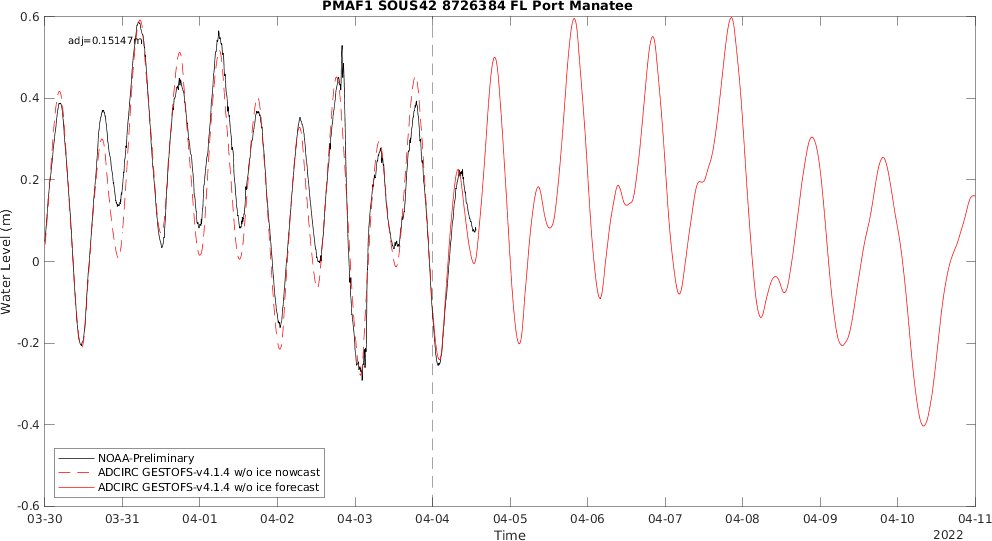 PMAF1 SOUS42 8726384 FL Port Manatee
adj=0.15147m
0.6
0.4
0.2
0
-0.2
-0.4
-0.6
Water Level (m)
NOAA-Preliminary
ADCIRC GESTOFS-v4.1.4 w/o ice nowcast
ADCIRC GESTOFS-v4.1.4 w/o ice forecast
03-30 03-31 04-01 04-02 04-03 04-04 04-05 04-06 04-07 04-08 04-09 04-10 04-11
Time
2022